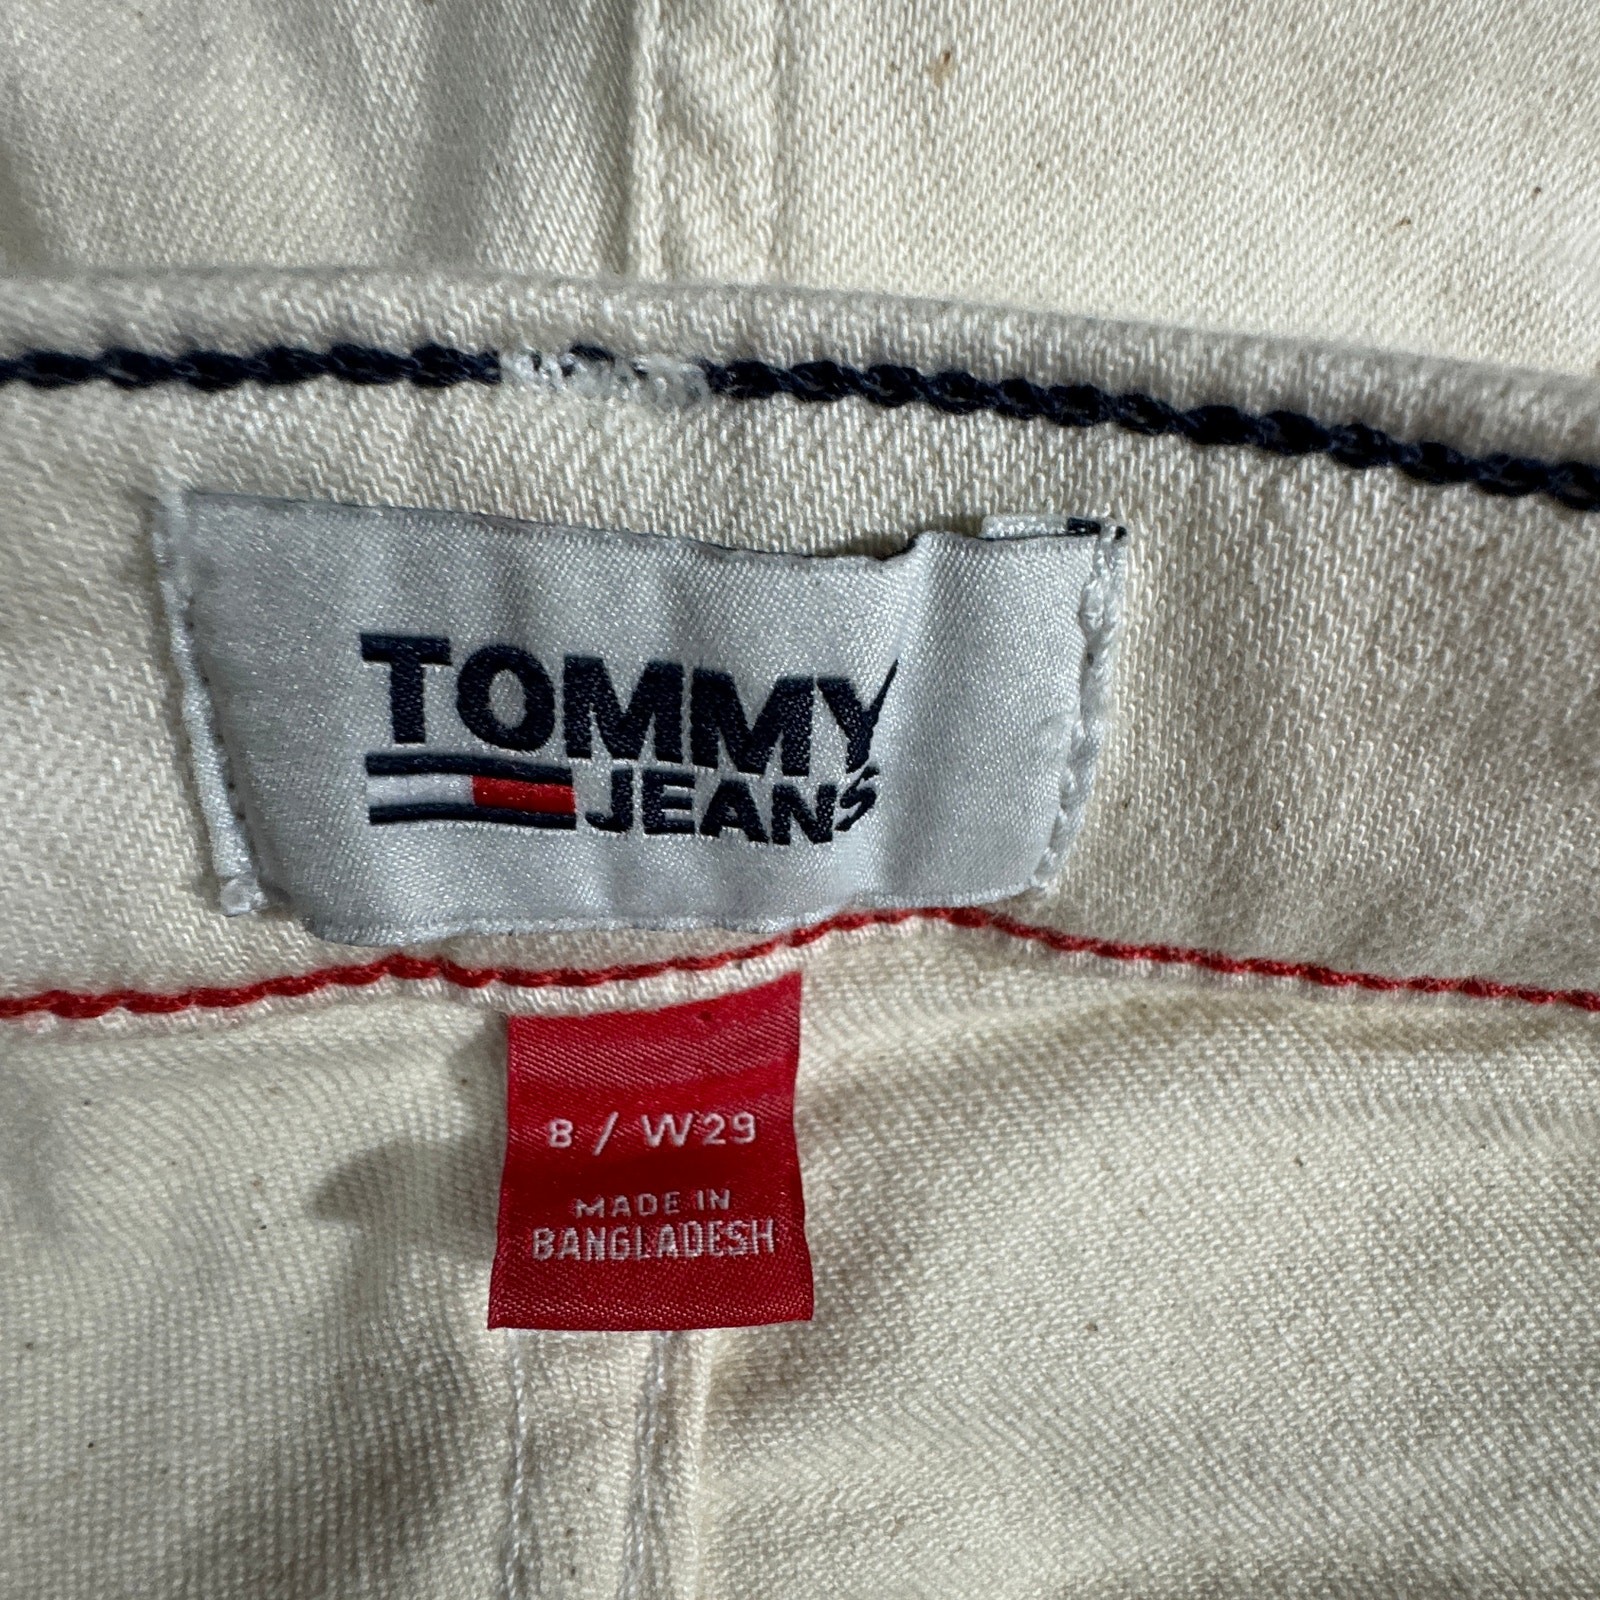 TOMMY
JEANS
8 / W29
MADE IN
BANGLADESH